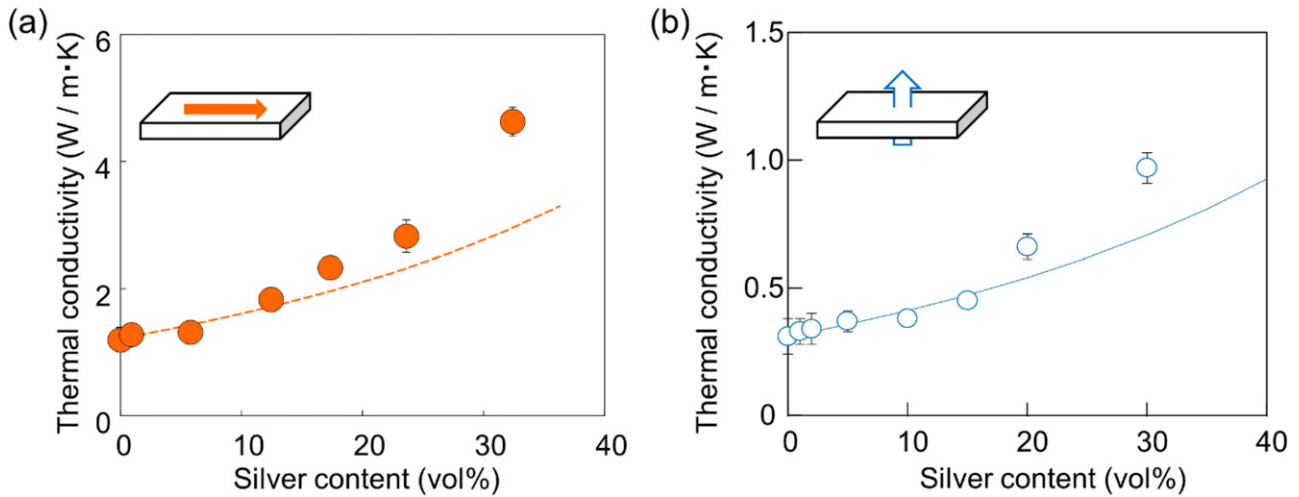 (a)
Thermal conductivity (W / m・K)
6
4
2
0
0 10 20 30 40
Silver content (vol%)
(b)
Thermal conductivity (W / m・K)
1.5
1.0
0.5
0
0 10 20 30 40
Silver content (vol%)